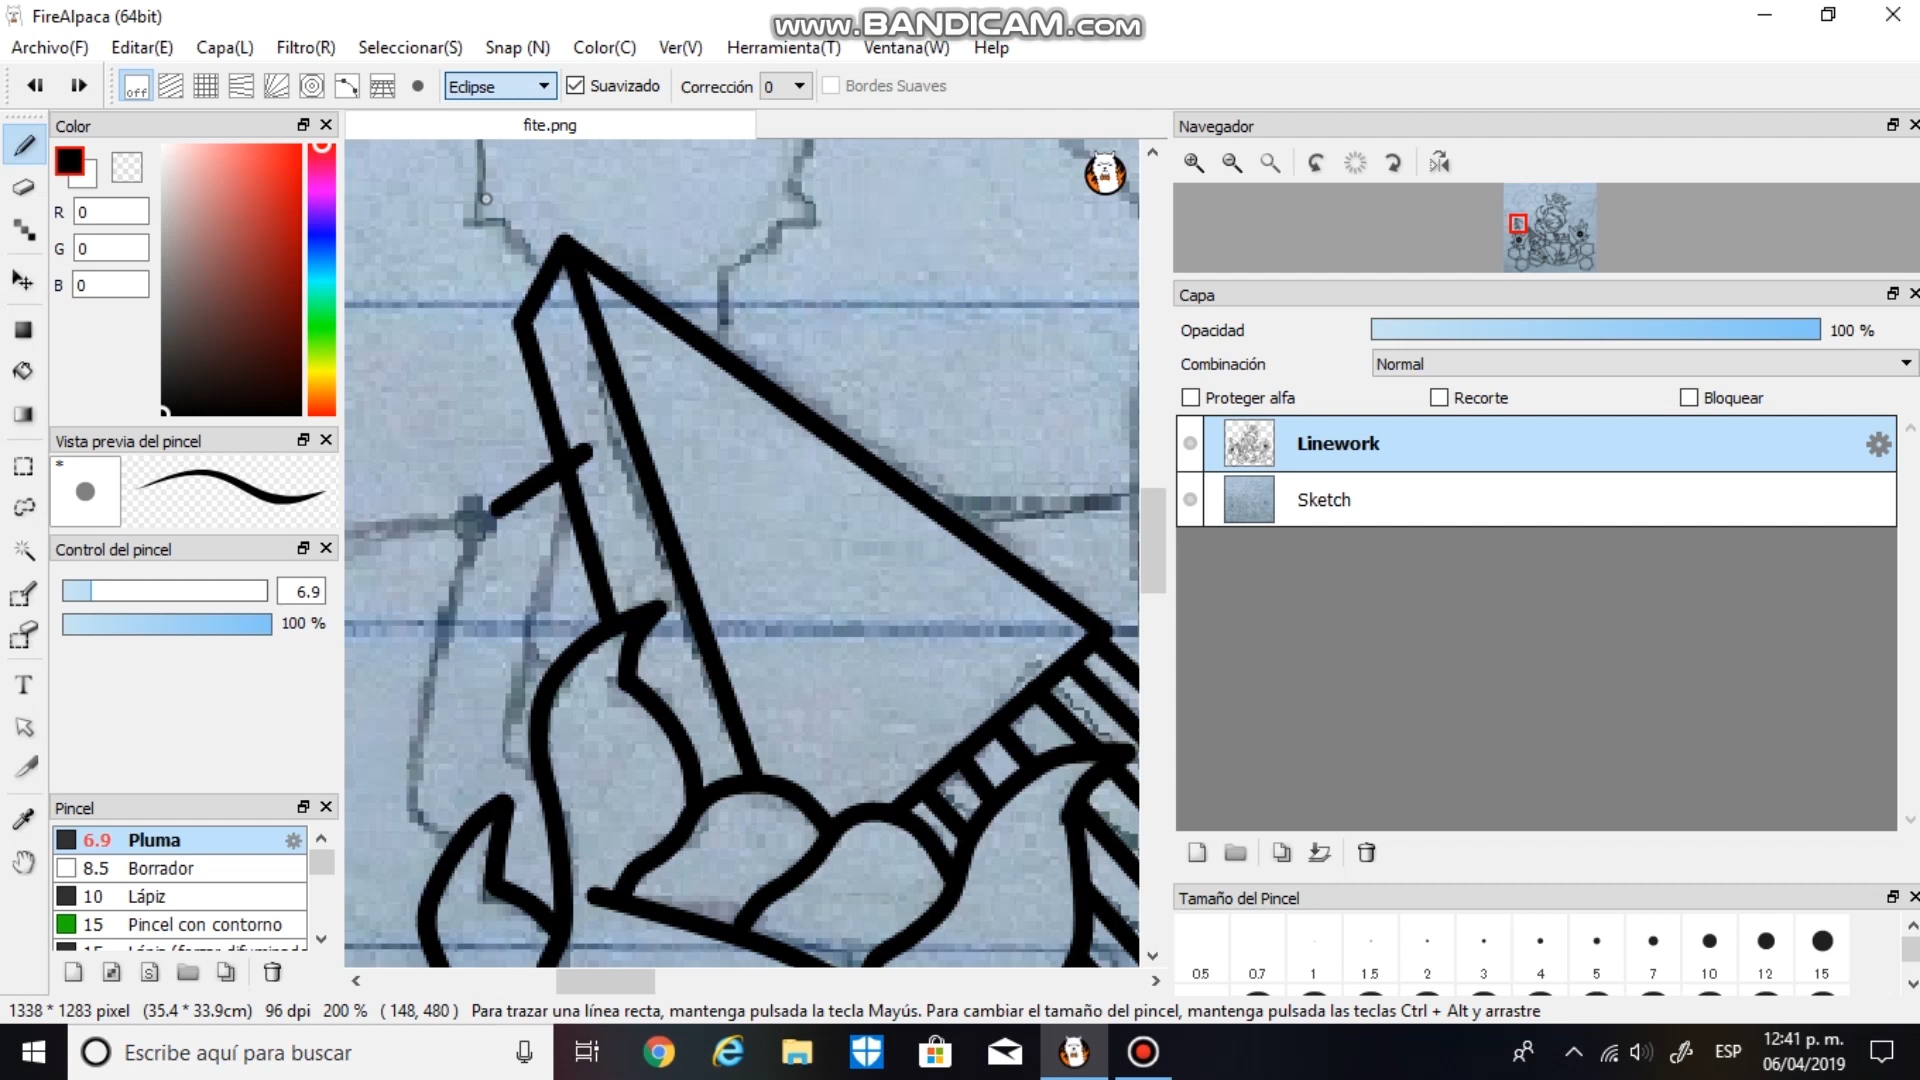 FireAlpaca (64bit)
www.BANDICAM.com
Archivo(F) Editar(E) Capa(L) Filtro(R) Seleccionar(S) Snap (N) Color(C) Ver(V) Herramienta(T) Ventana(W) Help
off Eclipse Suavizado Corrección 0 Bordes Suaves
Color
fite.png
Navegador
R 0
G 0
B 0
Capa
Opacidad 100 %
Combinación Normal
Proteger alfa Recorte Bloquear
Vista previa del pincel
*
Linework
Sketch
Control del pincel
6.9
100 %
T
Pincel
6.9 Pluma
8.5 Borrador
10 Lápiz
15 Pincel con contorno
Tamaño del Pincel
0.5 0.7 1 1.5 2 3 4 5 7 10 12 15
1338 * 1283 pixel (35.4 * 33.9cm) 96 dpi 200 % ( 148, 480 ) Para trazar una línea recta, mantenga pulsada la tecla Mayús. Para cambiar el tamaño del pincel, mantenga pulsada las teclas Ctrl + Alt y arrastre
Escribe aquí para buscar
ESP
12:41 p. m.
06/04/2019